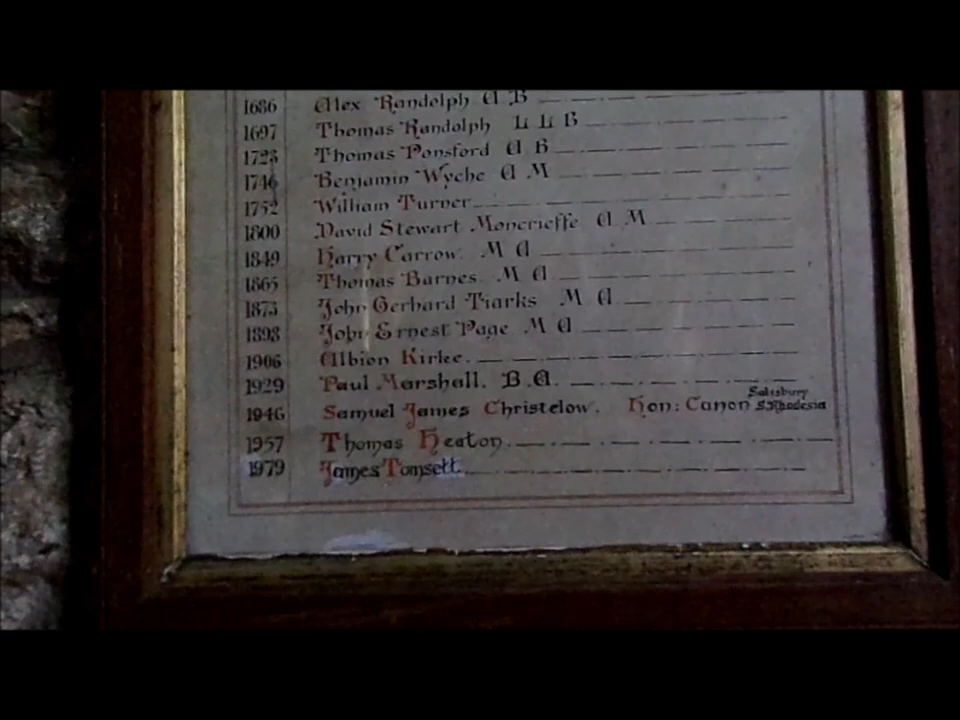 1686 Alex Randolph A B
1697 Thomas Randolph L L B
1723 Thomas Ponsford A B
1746 Benjamin Wyche A M
1752 William Turner
1800 David Stewart Moncrieffe A M
1849 Harry Carrow. M A
1865 Thomas Barnes. M A
1873 John Gerhard Tiarks M A
1898 John Ernest Page M A
1906 Albion Kirke.
1929 Paul Marshall. B.A.
1946 Samuel James Christelow. Hon: Canon Salisbury S. Rhodesia
1957 Thomas Heaton.
1979 James Tomsett.